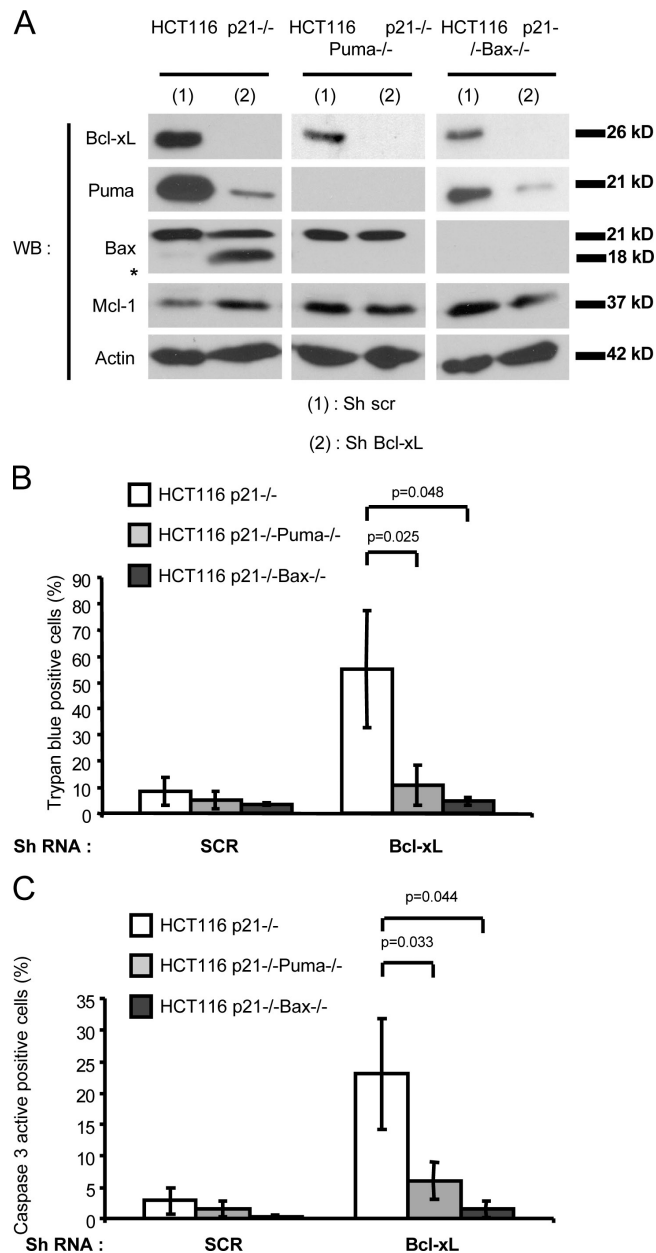 A
HCT116 p21-/- HCT116 p21-/- HCT116 p21-
Puma-/- /-Bax-/-
(1) (2) (1) (2) (1) (2)
Bcl-xL 26 kD
Puma 21 kD
WB : Bax 21 kD
18 kD
*
Mcl-1 37 kD
Actin 42 kD
(1) : Sh scr
(2) : Sh Bcl-xL
B
HCT116 p21-/-
HCT116 p21-/-Puma-/-
HCT116 p21-/-Bax-/-
p=0.048
p=0.025
Trypan blue positive cells (%)
90
80
70
60
50
40
30
20
10
0
Sh RNA : SCR Bcl-xL
C
HCT116 p21-/-
HCT116 p21-/-Puma-/-
HCT116 p21-/-Bax-/-
p=0.044
p=0.033
Caspase 3 active positive cells (%)
35
30
25
20
15
10
5
0
Sh RNA : SCR Bcl-xL